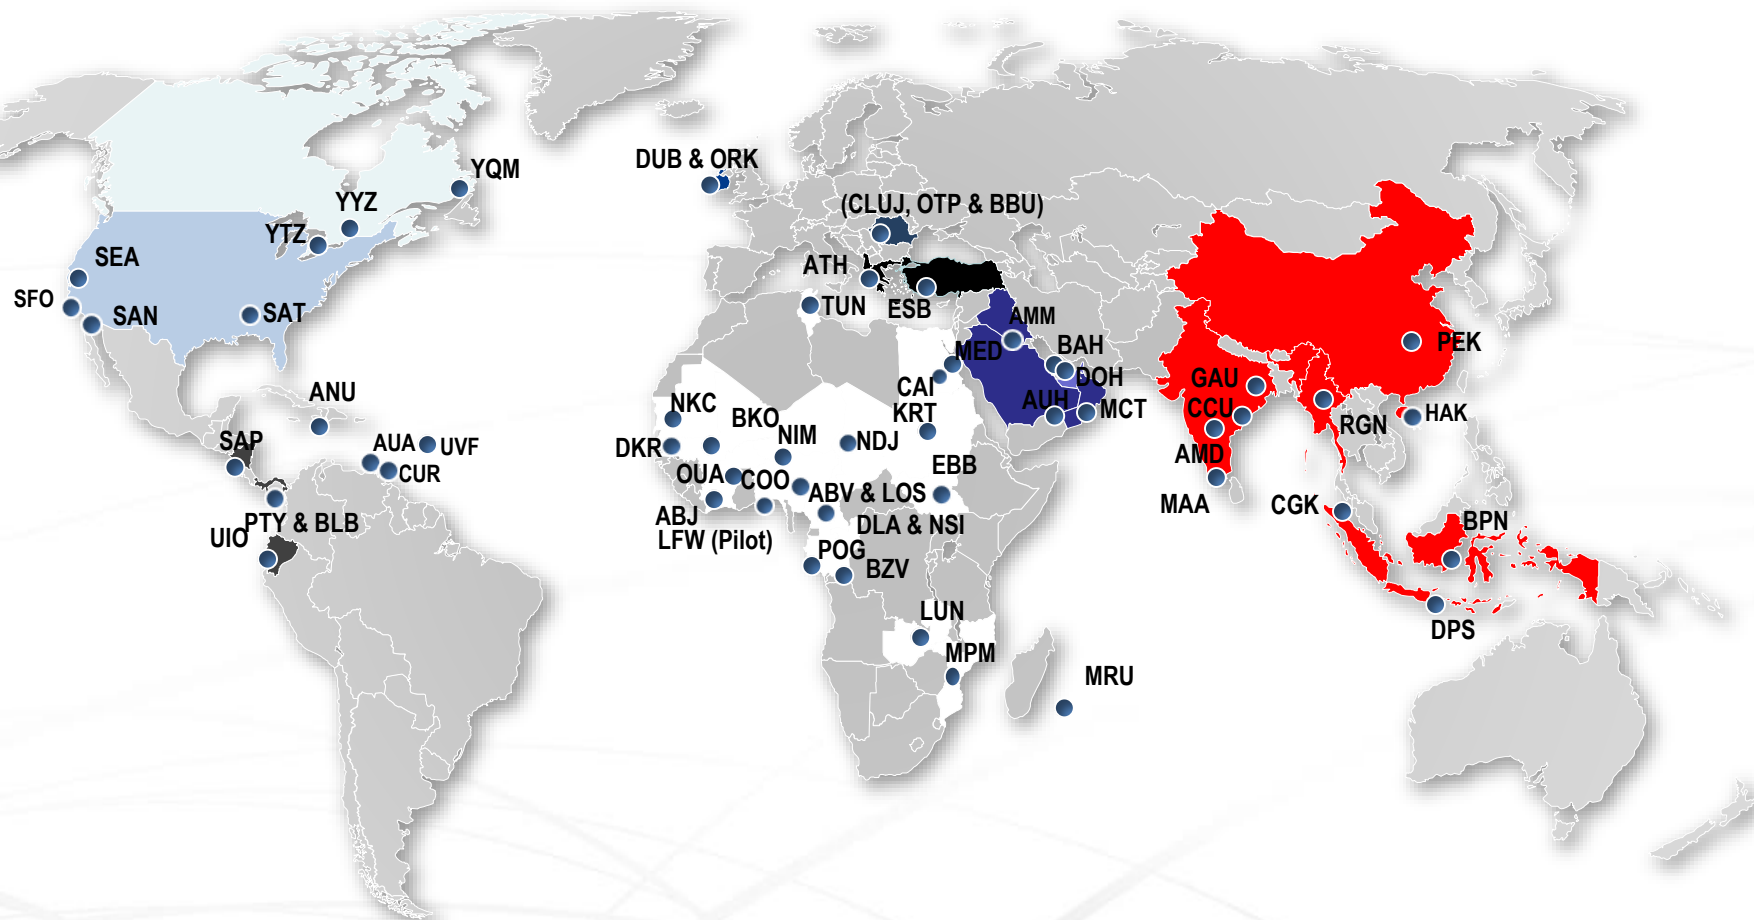 DUB & ORK
YQM
YYZ
(CLUJ, OTP & BBU)
YTZ
SEA
ATH
SFO
SAN
SAT
TUN
ESB
AMM
MED
BAH
PEK
DOH
GAU
CAI
ANU
NKC
BKO
KRT
AUH
MCT
CCU
HAK
RGN
SAP
AUA
UVF
DKR
NIM
NDJ
AMD
CUR
OUA
COO
EBB
ABV & LOS
MAA
CGK
ABJ
PTY & BLB
DLA & NSI
BPN
UIO
LFW (Pilot)
POG
BZV
LUN
DPS
MPM
MRU